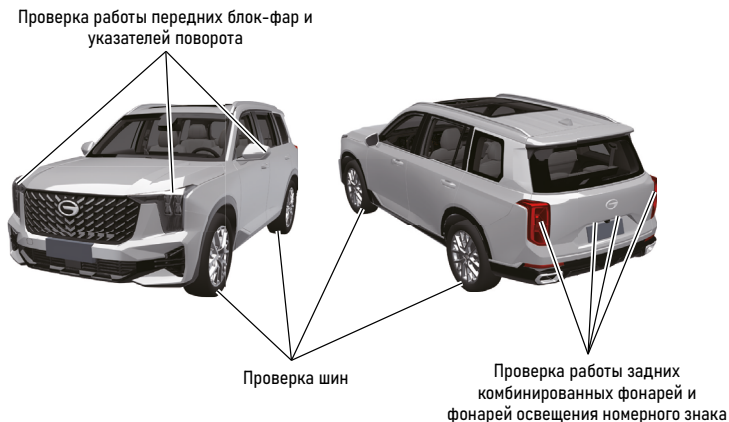 Проверка работы передних блок-фар и
указателей поворота
Проверка шин
Проверка работы задних
комбинированных фонарей и
фонарей освещения номерного знака